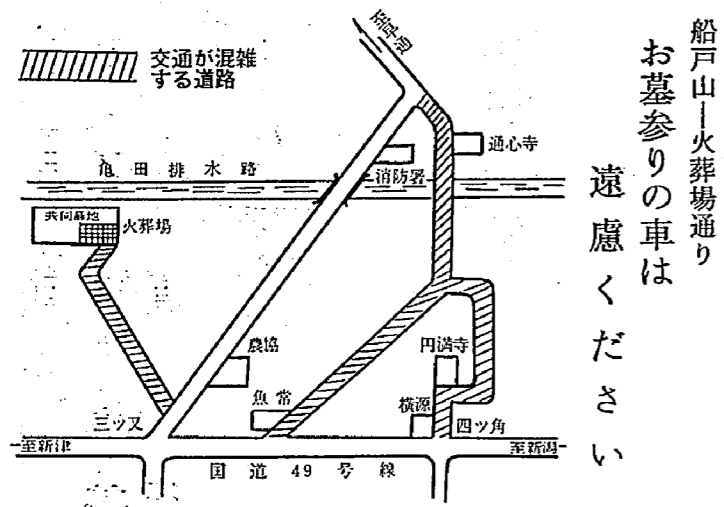 船戸山ー火葬場通り
お墓参りの車は
遠慮ください
交通が混雑
する道路
通心寺
消防署
亀田排水路
共同墓地
火葬場
農協
円満寺
魚常
横源
三ツ又
四ツ角
至新津
至新潟
国道49号線